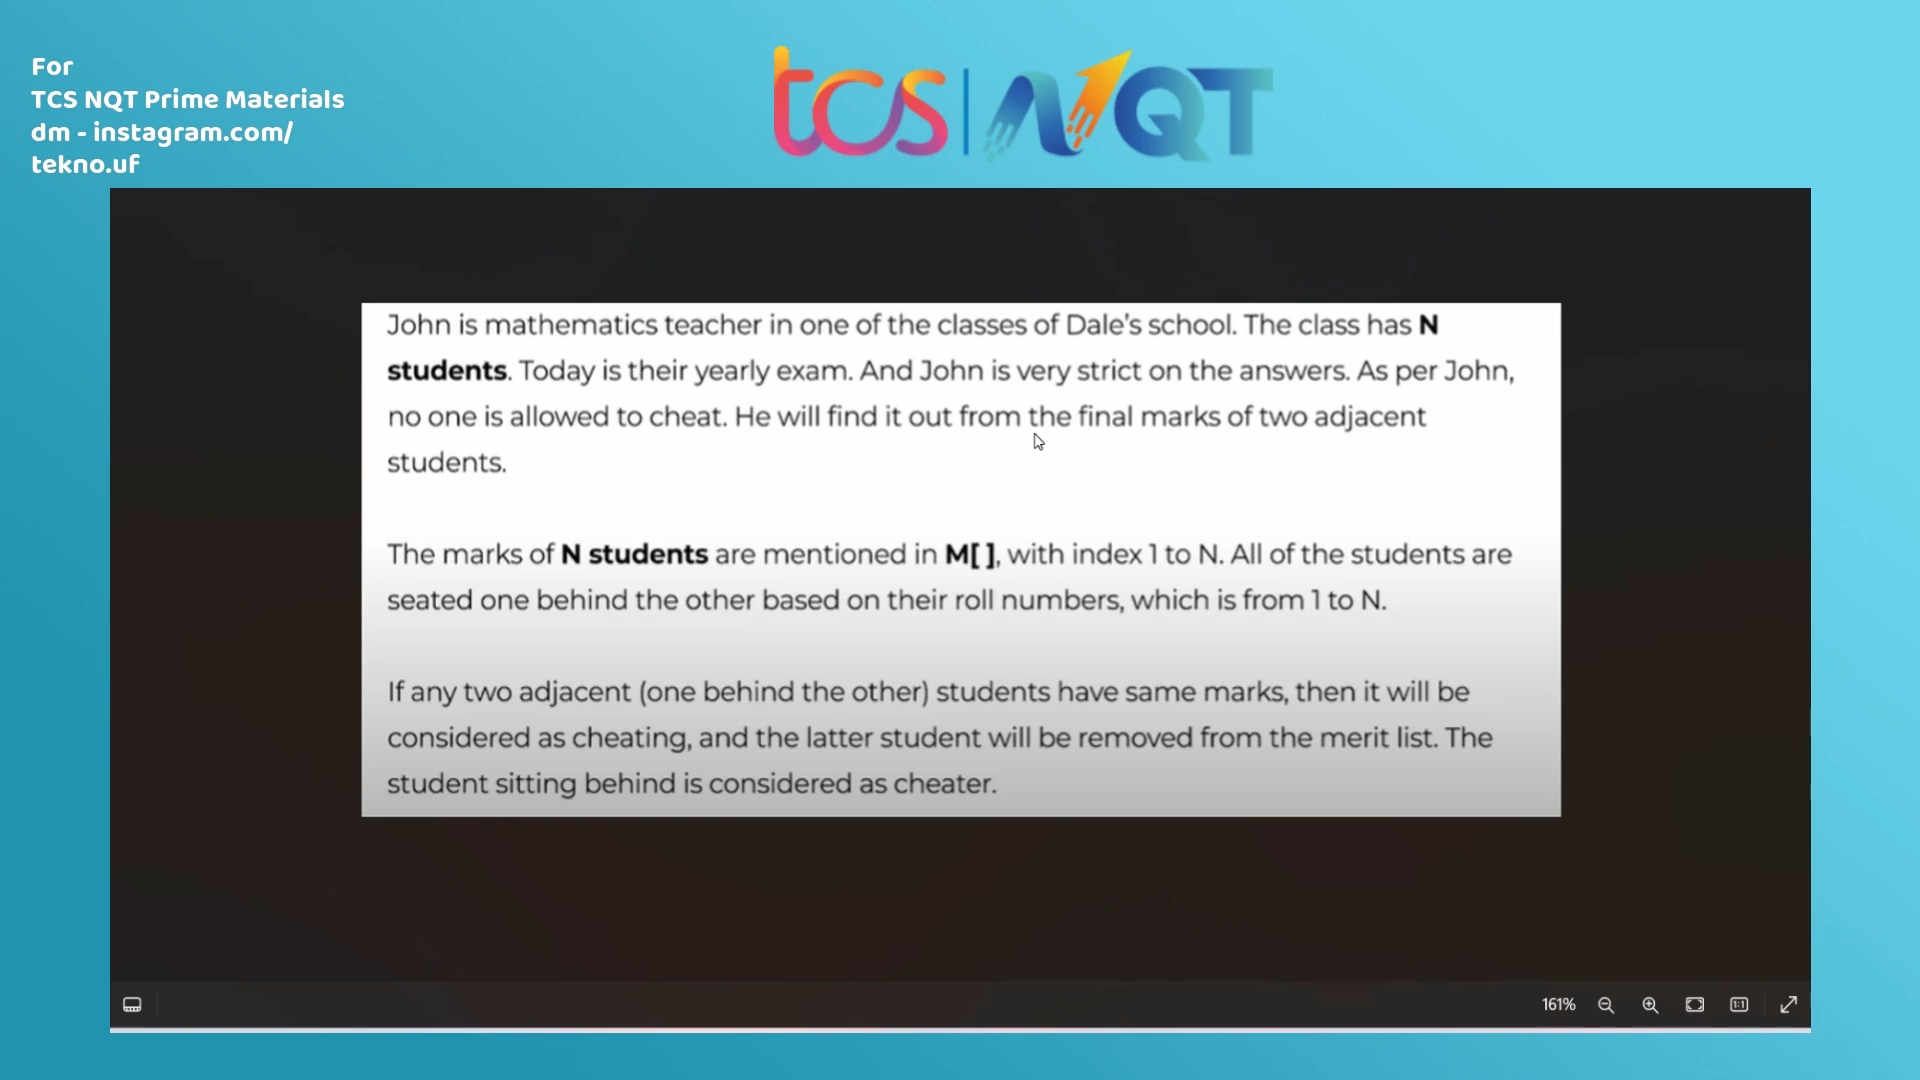 For
TCS NQT Prime Materials
dm - instagram.com/
tekno.uf
tcs | NQT
John is mathematics teacher in one of the classes of Dale's school. The class has N
students. Today is their yearly exam. And John is very strict on the answers. As per John,
no one is allowed to cheat. He will find it out from the final marks of two adjacent
students.
The marks of N students are mentioned in M[ ], with index 1 to N. All of the students are
seated one behind the other based on their roll numbers, which is from 1 to N.
If any two adjacent (one behind the other) students have same marks, then it will be
considered as cheating, and the latter student will be removed from the merit list. The
student sitting behind is considered as cheater.
161%
1:1